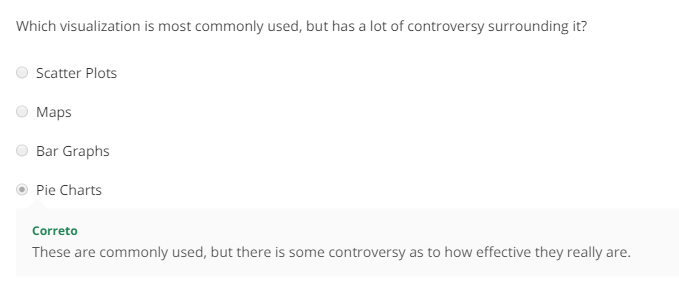 Which visualization is most commonly used, but has a lot of controversy surrounding it?
Scatter Plots
Maps
Bar Graphs
Pie Charts
Correto
These are commonly used, but there is some controversy as to how effective they really are.